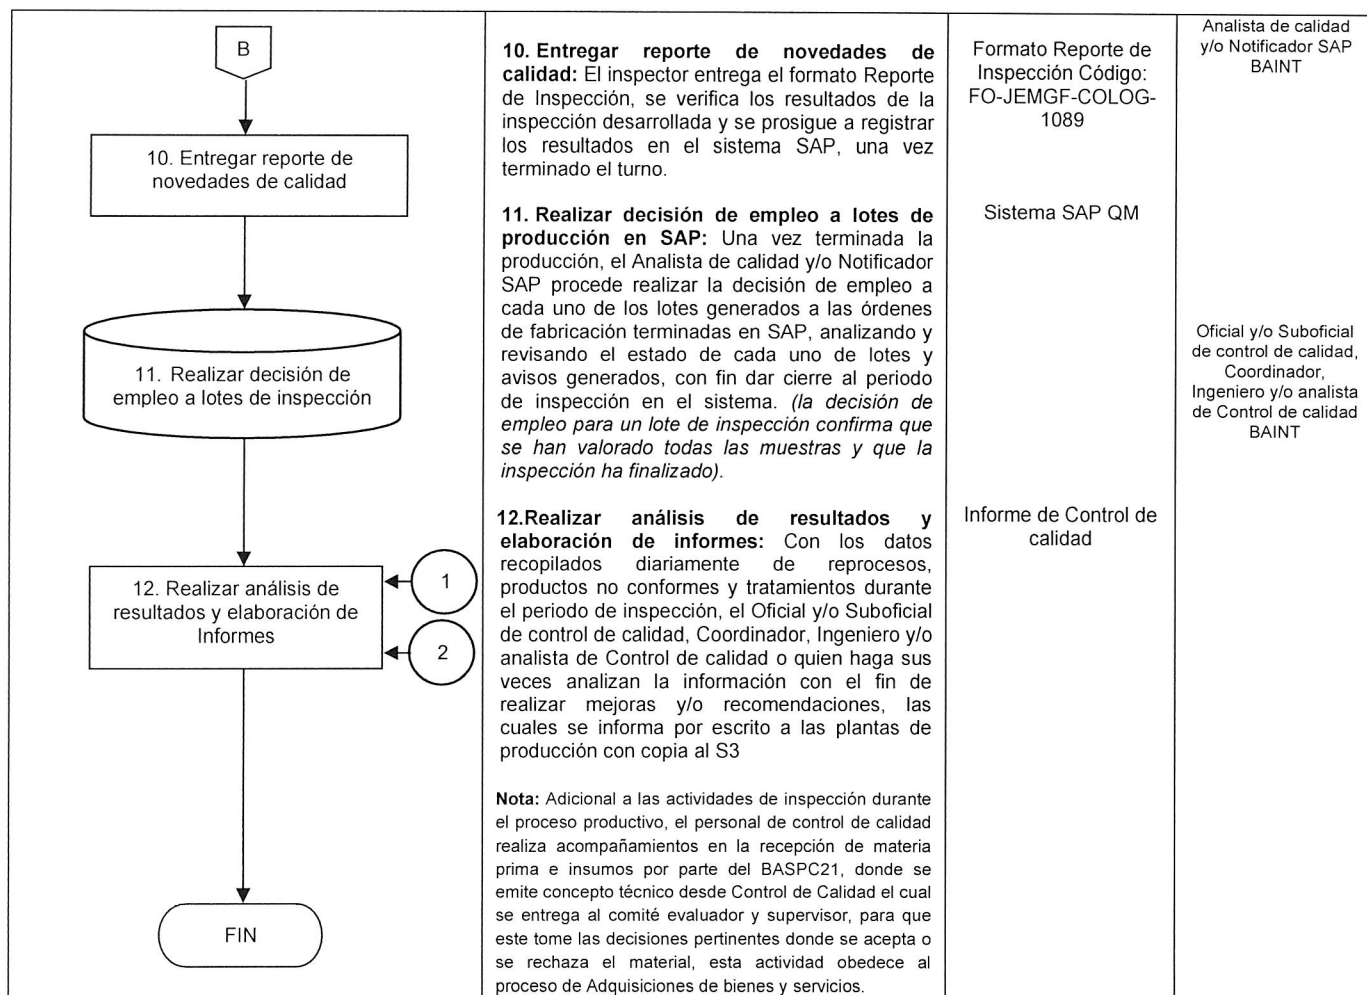 B
10. Entregar reporte de
novedades de calidad
11. Realizar decisión de
empleo a lotes de inspección
12. Realizar análisis de
resultados y elaboración de
Informes
1
2
FIN
10. Entregar reporte de novedades de
calidad: El inspector entrega el formato Reporte
de Inspección, se verifica los resultados de la
inspección desarrollada y se prosigue a registrar
los resultados en el sistema SAP, una vez
terminado el turno.
11. Realizar decisión de empleo a lotes de
producción en SAP: Una vez terminada la
producción, el Analista de calidad y/o Notificador
SAP procede realizar la decisión de empleo a
cada uno de los lotes generados a las órdenes
de fabricación terminadas en SAP, analizando y
revisando el estado de cada uno de lotes y
avisos generados, con fin dar cierre al periodo
de inspección en el sistema. (la decisión de
empleo para un lote de inspección confirma que
se han valorado todas las muestras y que la
inspección ha finalizado).
12.Realizar análisis de resultados y
elaboración de informes: Con los datos
recopilados diariamente de reprocesos,
productos no conformes y tratamientos durante
el periodo de inspección, el Oficial y/o Suboficial
de control de calidad, Coordinador, Ingeniero y/o
analista de Control de calidad o quien haga sus
veces analizan la información con el fin de
realizar mejoras y/o recomendaciones, las
cuales se informa por escrito a las plantas de
producción con copia al S3
Nota: Adicional a las actividades de inspección durante
el proceso productivo, el personal de control de calidad
realiza acompañamientos en la recepción de materia
prima e insumos por parte del BASPC21, donde se
emite concepto técnico desde Control de Calidad el cual
se entrega al comité evaluador y supervisor, para que
este tome las decisiones pertinentes donde se acepta o
se rechaza el material, esta actividad obedece al
proceso de Adquisiciones de bienes y servicios.
Formato Reporte de
Inspección Código:
FO-JEMGF-COLOG-
1089
Sistema SAP QM
Informe de Control de
calidad
Analista de calidad
y/o Notificador SAP
BAINT
Oficial y/o Suboficial
de control de calidad,
Coordinador,
Ingeniero y/o analista
de Control de calidad
BAINT